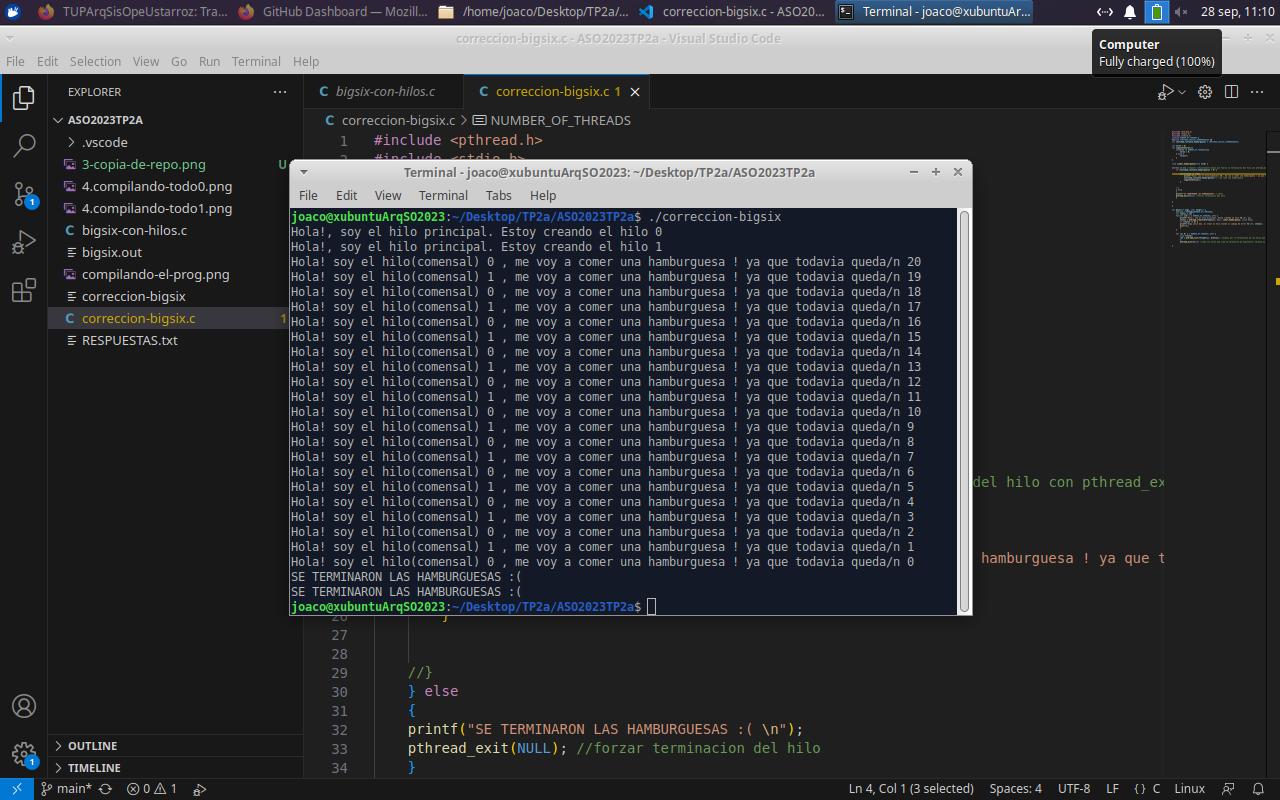 TUPArqSisOpeUstarroz: Tra...
GitHub Dashboard — Mozill...
/home/joaco/Desktop/TP2a/...
correccion-bigsix.c - ASO20...
Terminal - joaco@xubuntuAr...
28 sep, 11:10
correccion-bigsix.c - ASO2023TP2a - Visual Studio Code
Computer
Fully charged (100%)
File Edit Selection View Go Run Terminal Help
EXPLORER
bigsix-con-hilos.c
correccion-bigsix.c 1
ASO2023TP2A
correccion-bigsix.c > NUMBER_OF_THREADS
.vscode
3-copia-de-repo.png U
4.compilando-todo0.png
4.compilando-todo1.png
bigsix-con-hilos.c
bigsix.out
compilando-el-prog.png
correccion-bigsix
correccion-bigsix.c 1
RESPUESTAS.txt
OUTLINE
TIMELINE
1
1
1 #include <pthread.h>
#include <stdio.h>
Terminal - joaco@xubuntuArqSO2023: ~/Desktop/TP2a/ASO2023TP2a
File Edit View Terminal Tabs Help
joaco@xubuntuArqSO2023:~/Desktop/TP2a/ASO2023TP2a$ ./correccion-bigsix
Hola!, soy el hilo principal. Estoy creando el hilo 0
Hola!, soy el hilo principal. Estoy creando el hilo 1
Hola! soy el hilo(comensal) 0 , me voy a comer una hamburguesa ! ya que todavia queda/n 20
Hola! soy el hilo(comensal) 1 , me voy a comer una hamburguesa ! ya que todavia queda/n 19
Hola! soy el hilo(comensal) 0 , me voy a comer una hamburguesa ! ya que todavia queda/n 18
Hola! soy el hilo(comensal) 1 , me voy a comer una hamburguesa ! ya que todavia queda/n 17
Hola! soy el hilo(comensal) 0 , me voy a comer una hamburguesa ! ya que todavia queda/n 16
Hola! soy el hilo(comensal) 1 , me voy a comer una hamburguesa ! ya que todavia queda/n 15
Hola! soy el hilo(comensal) 0 , me voy a comer una hamburguesa ! ya que todavia queda/n 14
Hola! soy el hilo(comensal) 1 , me voy a comer una hamburguesa ! ya que todavia queda/n 13
Hola! soy el hilo(comensal) 0 , me voy a comer una hamburguesa ! ya que todavia queda/n 12
Hola! soy el hilo(comensal) 1 , me voy a comer una hamburguesa ! ya que todavia queda/n 11
Hola! soy el hilo(comensal) 0 , me voy a comer una hamburguesa ! ya que todavia queda/n 10
Hola! soy el hilo(comensal) 1 , me voy a comer una hamburguesa ! ya que todavia queda/n 9
Hola! soy el hilo(comensal) 0 , me voy a comer una hamburguesa ! ya que todavia queda/n 8
Hola! soy el hilo(comensal) 1 , me voy a comer una hamburguesa ! ya que todavia queda/n 7
Hola! soy el hilo(comensal) 0 , me voy a comer una hamburguesa ! ya que todavia queda/n 6
Hola! soy el hilo(comensal) 1 , me voy a comer una hamburguesa ! ya que todavia queda/n 5
Hola! soy el hilo(comensal) 0 , me voy a comer una hamburguesa ! ya que todavia queda/n 4
Hola! soy el hilo(comensal) 1 , me voy a comer una hamburguesa ! ya que todavia queda/n 3
Hola! soy el hilo(comensal) 0 , me voy a comer una hamburguesa ! ya que todavia queda/n 2
Hola! soy el hilo(comensal) 1 , me voy a comer una hamburguesa ! ya que todavia queda/n 1
Hola! soy el hilo(comensal) 0 , me voy a comer una hamburguesa ! ya que todavia queda/n 0
SE TERMINARON LAS HAMBURGUESAS :(
SE TERMINARON LAS HAMBURGUESAS :(
joaco@xubuntuArqSO2023:~/Desktop/TP2a/ASO2023TP2a$
del hilo con pthread_ex
hamburguesa ! ya que t
26 }
27
28
29 //}
30 } else
31 {
32 printf("SE TERMINARON LAS HAMBURGUESAS :( \n");
33 pthread_exit(NULL); //forzar terminacion del hilo
34 }
main* 0 1 Ln 4, Col 1 (3 selected) Spaces: 4 UTF-8 LF {} C Linux